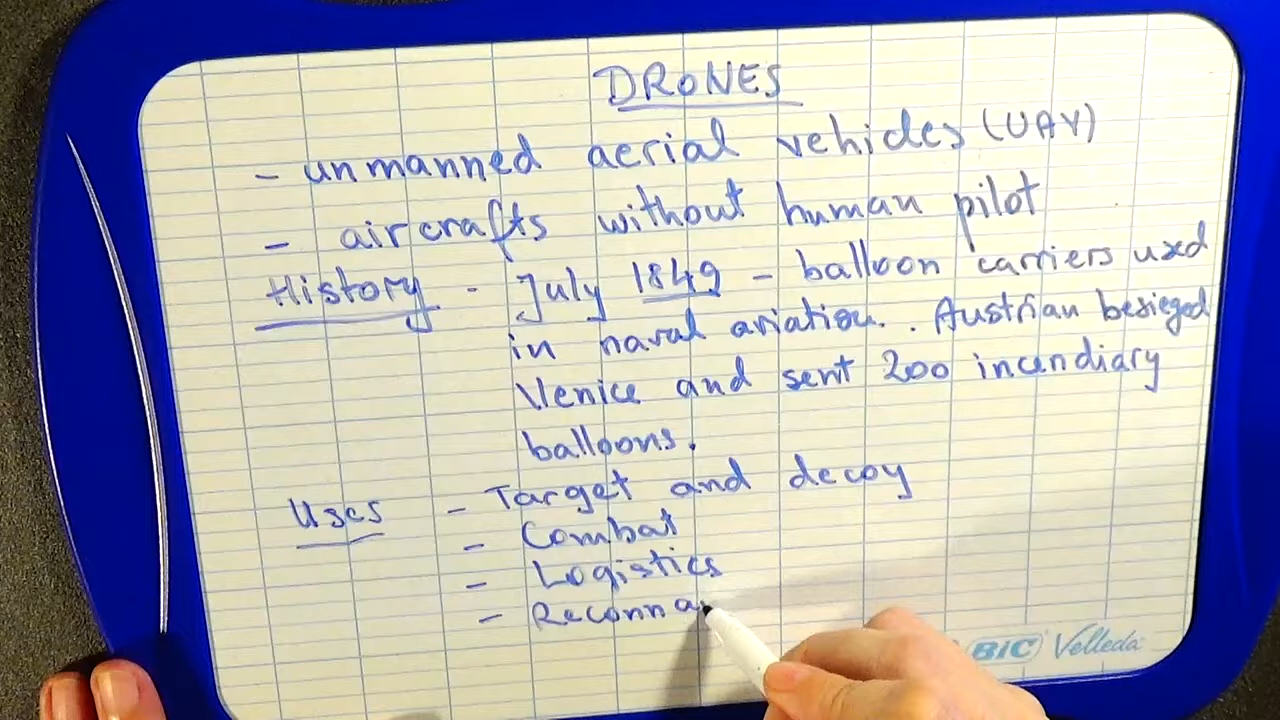 DRONES
- unmanned aerial vehicles (UAV)
- aircrafts without human pilot
History - July 1849 - balloon carriers used
in naval aviation. . Austrian besieged
Venice and sent 200 incendiary
balloons.
Uses - Target and decoy
- Combat
- Logistics
- Reconna
BIC Velleda